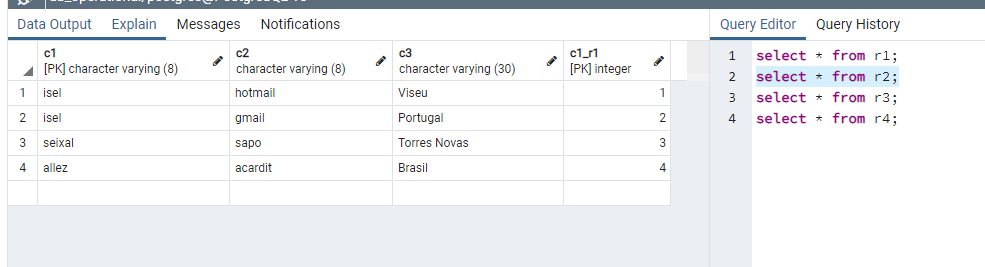 Data Output Explain Messages Notifications
c1 c2 c3 c1_r1
[PK] character varying (8) character varying (8) character varying (30) [PK] integer
1 isel hotmail Viseu 1
2 isel gmail Portugal 2
3 seixal sapo Torres Novas 3
4 allez acardit Brasil 4
Query Editor Query History
1 select * from r1;
2 select * from r2;
3 select * from r3;
4 select * from r4;